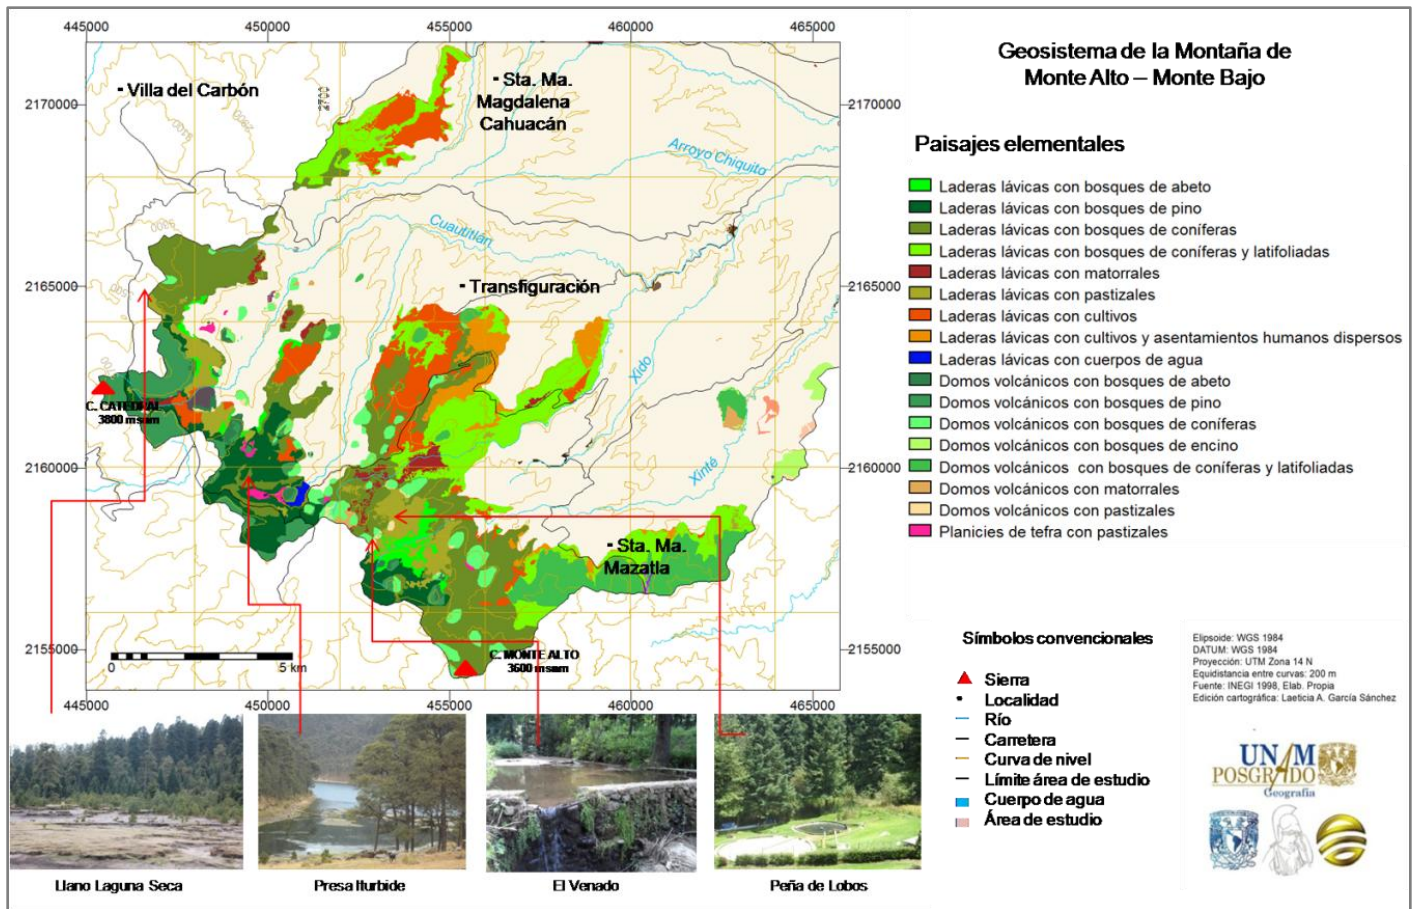 445000 450000 455000 460000 465000
Geosistema de la Montaña de
Monte Alto – Monte Bajo
Sta. Ma.
Magdalena
Cahuacán
Villa del Carbón
2700
2170000 2170000
Arroyo Chiquito
Paisajes elementales
Laderas lávicas con bosques de abeto
Laderas lávicas con bosques de pino
Laderas lávicas con bosques de coníferas
Laderas lávicas con bosques de coníferas y latifoliadas
Laderas lávicas con matorrales
Laderas lávicas con pastizales
Laderas lávicas con cultivos
Laderas lávicas con cultivos y asentamientos humanos dispersos
Laderas lávicas con cuerpos de agua
Domos volcánicos con bosques de abeto
Domos volcánicos con bosques de pino
Domos volcánicos con bosques de coníferas
Domos volcánicos con bosques de encino
Domos volcánicos con bosques de coníferas y latifoliadas
Domos volcánicos con matorrales
Domos volcánicos con pastizales
Planicies de tefra con pastizales
Cuautitlán
2165000 2165000
Transfiguración
Xido
C. CATEDRAL
3800 msnm
2160000 2160000
Xinté
Sta. Ma.
Mazatla
2155000 2155000
C. MONTE ALTO
3600 msnm
0 5 km
445000 450000 455000 460000 465000
Símbolos convencionales
Sierra
Localidad
Río
Carretera
Curva de nivel
Límite área de estudio
Cuerpo de agua
Área de estudio
Elipsoide: WGS 1984
DATUM: WGS 1984
Proyección: UTM Zona 14 N
Equidistancia entre curvas: 200 m
Fuente: INEGI 1998, Elab. Propia
Edición cartográfica: Laeticia A. García Sánchez
UNAM
POSGRADO
Geografía
Llano Laguna Seca
Presa Iturbide
El Venado
Peña de Lobos